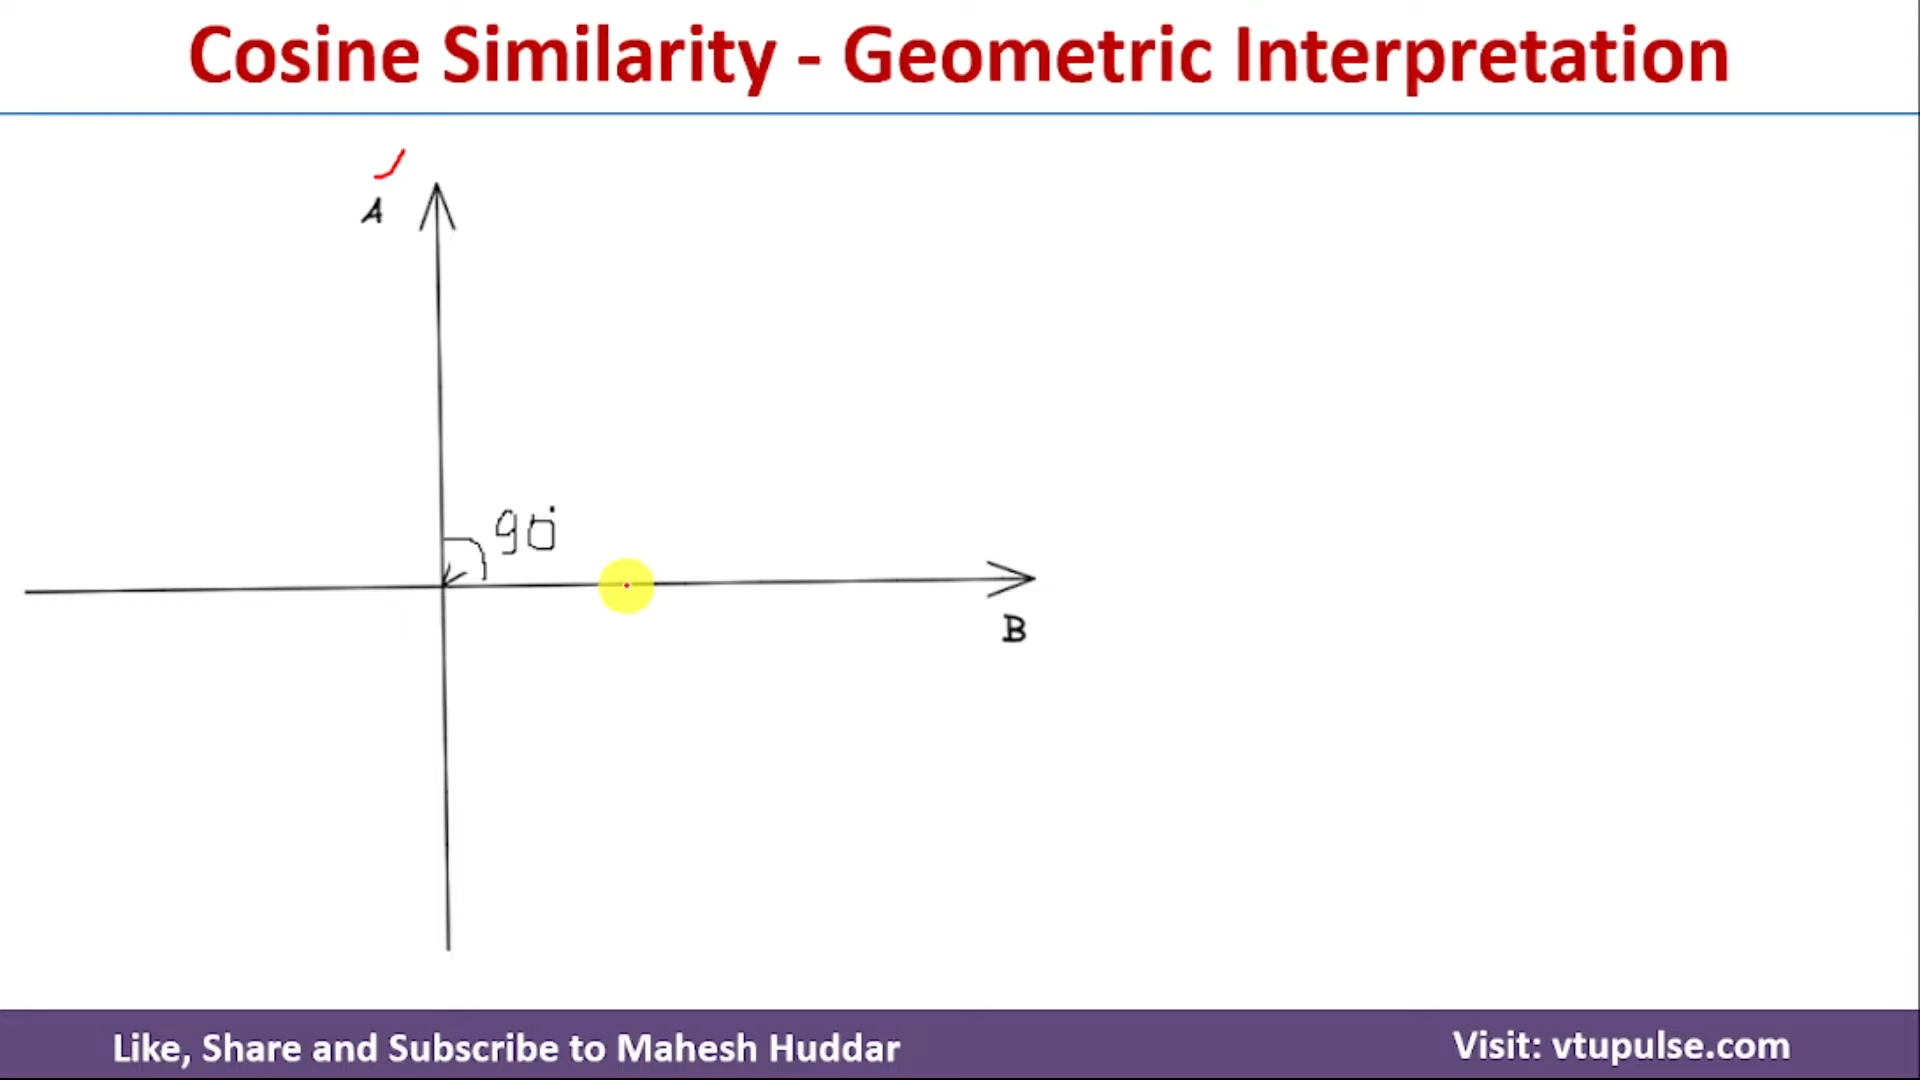 Cosine Similarity - Geometric Interpretation
A
90°
B
Like, Share and Subscribe to Mahesh Huddar
Visit: vtupulse.com